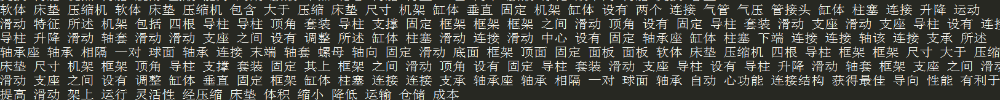 软体 床垫 压缩机 软体 床垫 压缩机 包含 大于 压缩 床垫 尺寸 机架 缸体 垂直 固定 机架 缸体 设有 两个 连接 气管 气压 管接头 缸体 柱塞 连接 升降 运动
滑动 特征 所述 机架 包括 四根 导柱 导柱 顶角 套装 导柱 支撑 固定 框架 框架 框架 之间 滑动 顶角 设有 固定 导柱 套装 滑动 支座 滑动 支座 导柱 设有
导柱 升降 滑动 轴套 滑动 滑动 支座 之间 设有 调整 所述 缸体 柱塞 滑动 连接 滑动 中心 设有 固定 轴承座 缸体 柱塞 下端 连接 连接 轴该 连接 支承 所述
轴承座 轴承 相隔 一对 球面 轴承 连接 末端 轴套 螺母 轴向 固定 滑动 底面 框架 顶面 固定 面板 面板 软体 床垫 压缩机 四根 导柱 框架 框架 尺寸 大于 压缩
床垫 尺寸 机架 框架 顶角 导柱 支撑 套装 固定 其上 框架 之间 滑动 顶角 设有 固定 导柱 套装 滑动 支座 导柱 设有 导柱 升降 滑动 轴套 框架 支座 之间
滑动 支座 之间 设有 调整 缸体 垂直 固定 框架 缸体 柱塞 连接 连接 支承 轴承座 轴承 相隔 一对 球面 轴承 自动 心功能 连接结构 获得最佳 导向 性能 有利于
提高 滑动 架上 运行 灵活性 经压缩 床垫 体积 缩小 降低 运输 仓储 成本